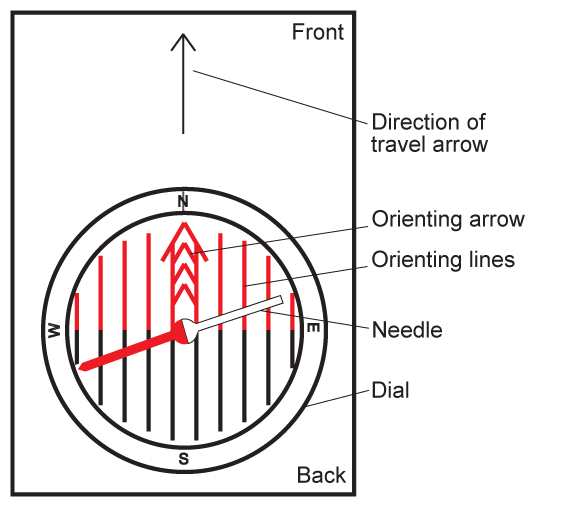 Front
Direction of
travel arrow
N
Orienting arrow
Orienting lines
W
E
Needle
Dial
S
Back